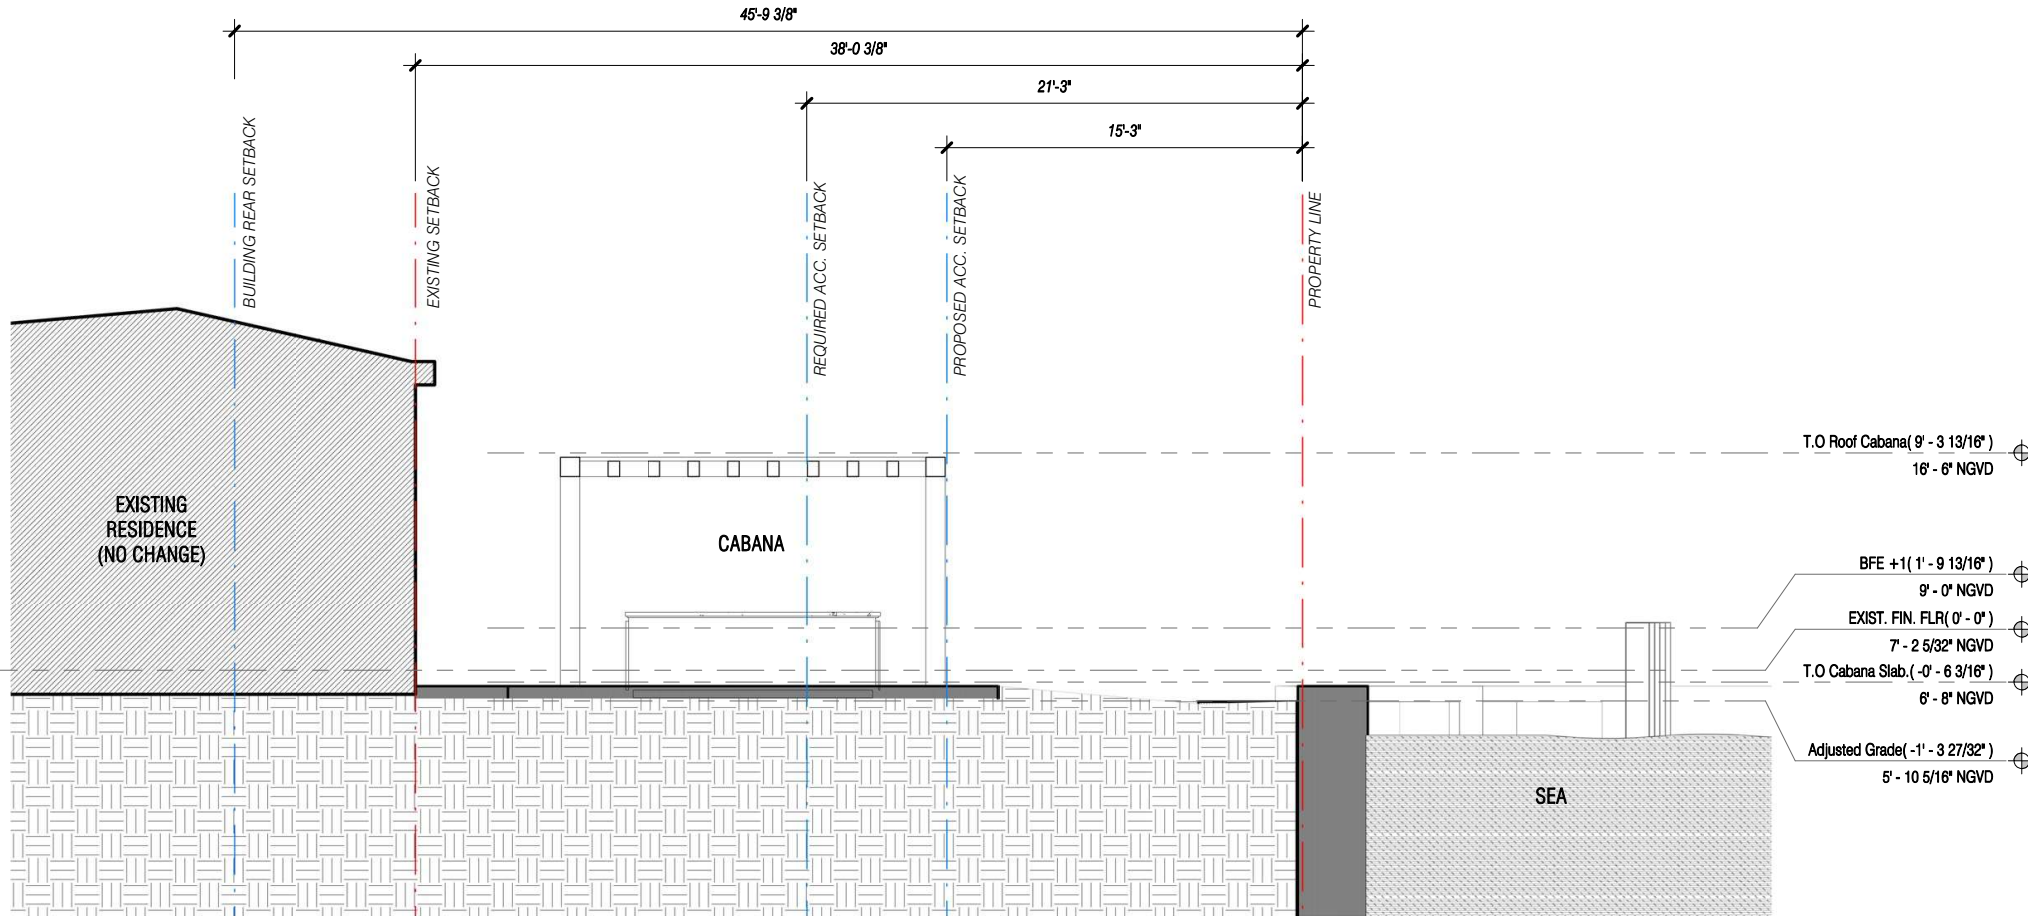 45'-9 3/8"
38'-0 3/8"
21'-3"
15'-3"
BUILDING REAR SETBACK
EXISTING SETBACK
REQUIRED ACC. SETBACK
PROPOSED ACC. SETBACK
PROPERTY LINE
T.O Roof Cabana( 9' - 3 13/16" )
16' - 6" NGVD
EXISTING
RESIDENCE
(NO CHANGE)
CABANA
BFE +1( 1' - 9 13/16" )
9' - 0" NGVD
EXIST. FIN. FLR( 0' - 0" )
7' - 2 5/32" NGVD
T.O Cabana Slab.( -0' - 6 3/16" )
6' - 8" NGVD
Adjusted Grade( -1' - 3 27/32" )
5' - 10 5/16" NGVD
SEA